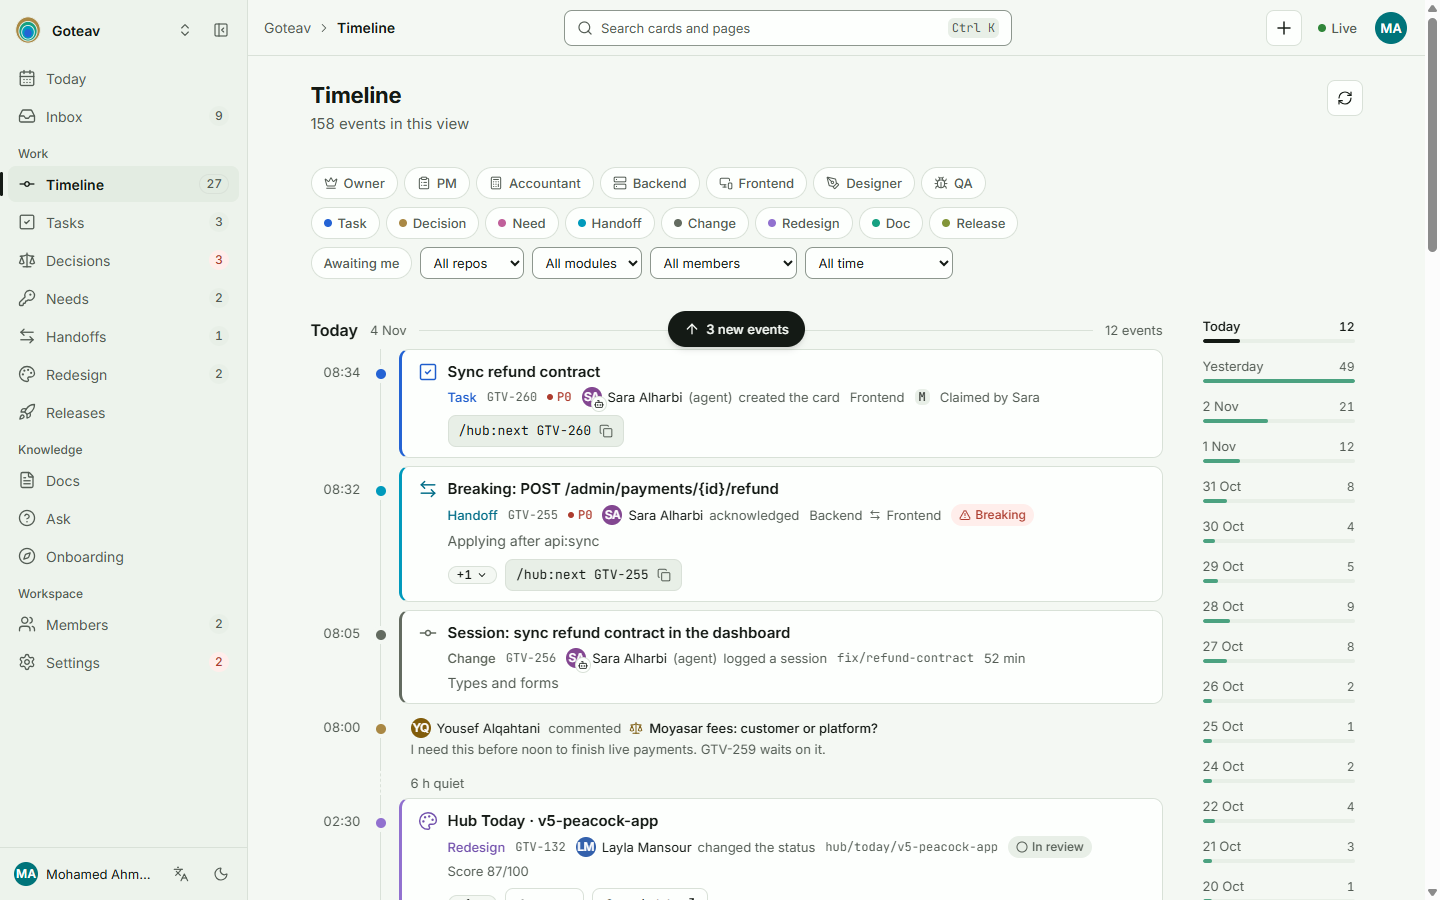 Goteav
Today
Inbox 9
Work
Timeline 27
Tasks 3
Decisions 3
Needs 2
Handoffs 1
Redesign 2
Releases
Knowledge
Docs
Ask
Onboarding
Workspace
Members 2
Settings 2
MA Mohamed Ahm...
Goteav > Timeline
Search cards and pages Ctrl K
Live MA
Timeline
158 events in this view
Owner PM Accountant Backend Frontend Designer QA
Task Decision Need Handoff Change Redesign Doc Release
Awaiting me All repos All modules All members All time
Today 4 Nov 12 events
↑ 3 new events
08:34 Sync refund contract
Task GTV-260 P0 SA Sara Alharbi (agent) created the card Frontend M Claimed by Sara
/hub:next GTV-260
08:32 Breaking: POST /admin/payments/{id}/refund
Handoff GTV-255 P0 SA Sara Alharbi acknowledged Backend ⇆ Frontend Breaking
Applying after api:sync
+1 /hub:next GTV-255
08:05 Session: sync refund contract in the dashboard
Change GTV-256 SA Sara Alharbi (agent) logged a session fix/refund-contract 52 min
Types and forms
08:00 YQ Yousef Alqahtani commented Moyasar fees: customer or platform?
I need this before noon to finish live payments. GTV-259 waits on it.
6 h quiet
02:30 Hub Today · v5-peacock-app
Redesign GTV-132 LM Layla Mansour changed the status hub/today/v5-peacock-app In review
Score 87/100
Today 12
Yesterday 49
2 Nov 21
1 Nov 12
31 Oct 8
30 Oct 4
29 Oct 5
28 Oct 9
27 Oct 8
26 Oct 2
25 Oct 1
24 Oct 2
22 Oct 4
21 Oct 3
20 Oct 1